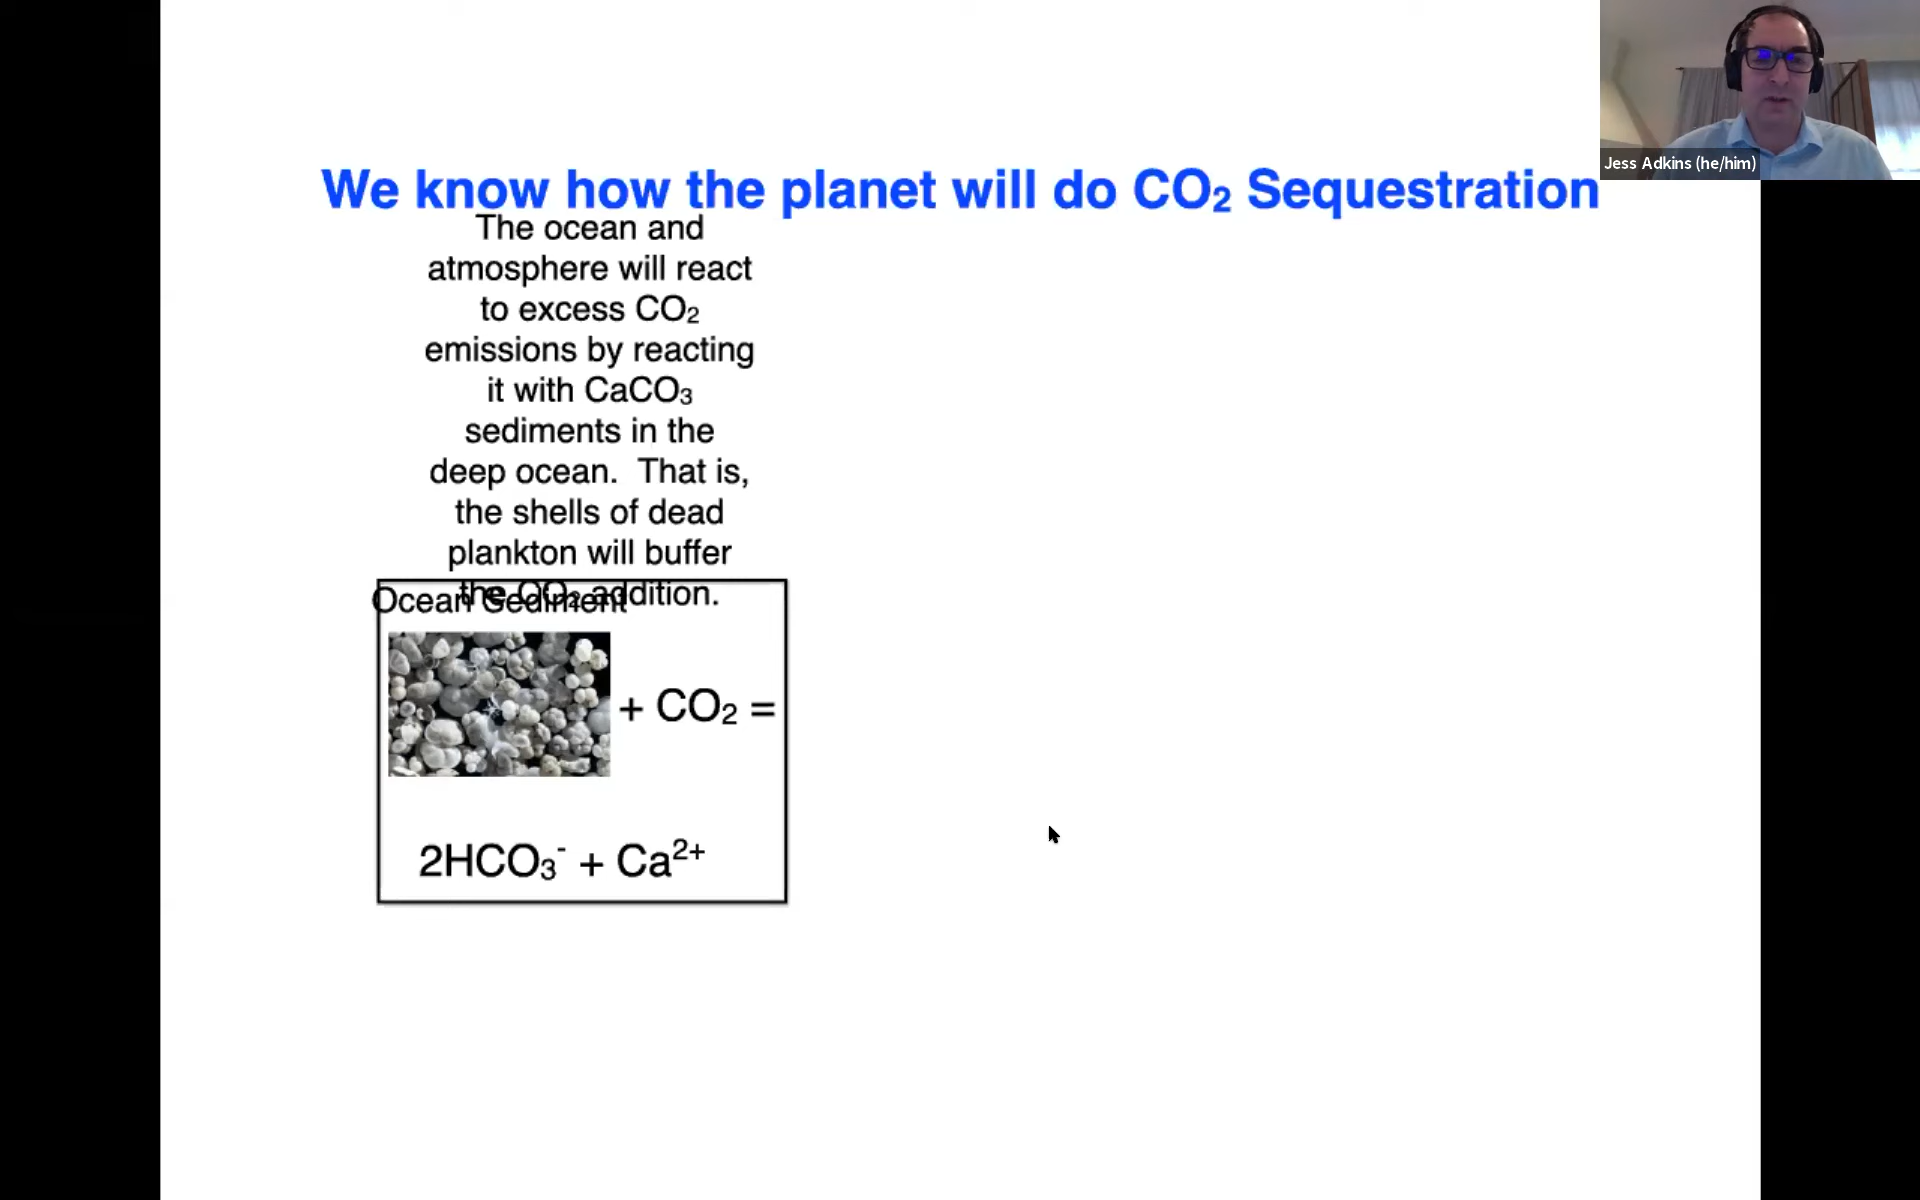 Jess Adkins (he/him)
We know how the planet will do CO₂ Sequestration
The ocean and
atmosphere will react
to excess CO₂
emissions by reacting
it with CaCO₃
sediments in the
deep ocean.  That is,
the shells of dead
plankton will buffer
the CO₂ addition.
Ocean Sediment
+ CO₂ =
2HCO₃⁻ + Ca²⁺